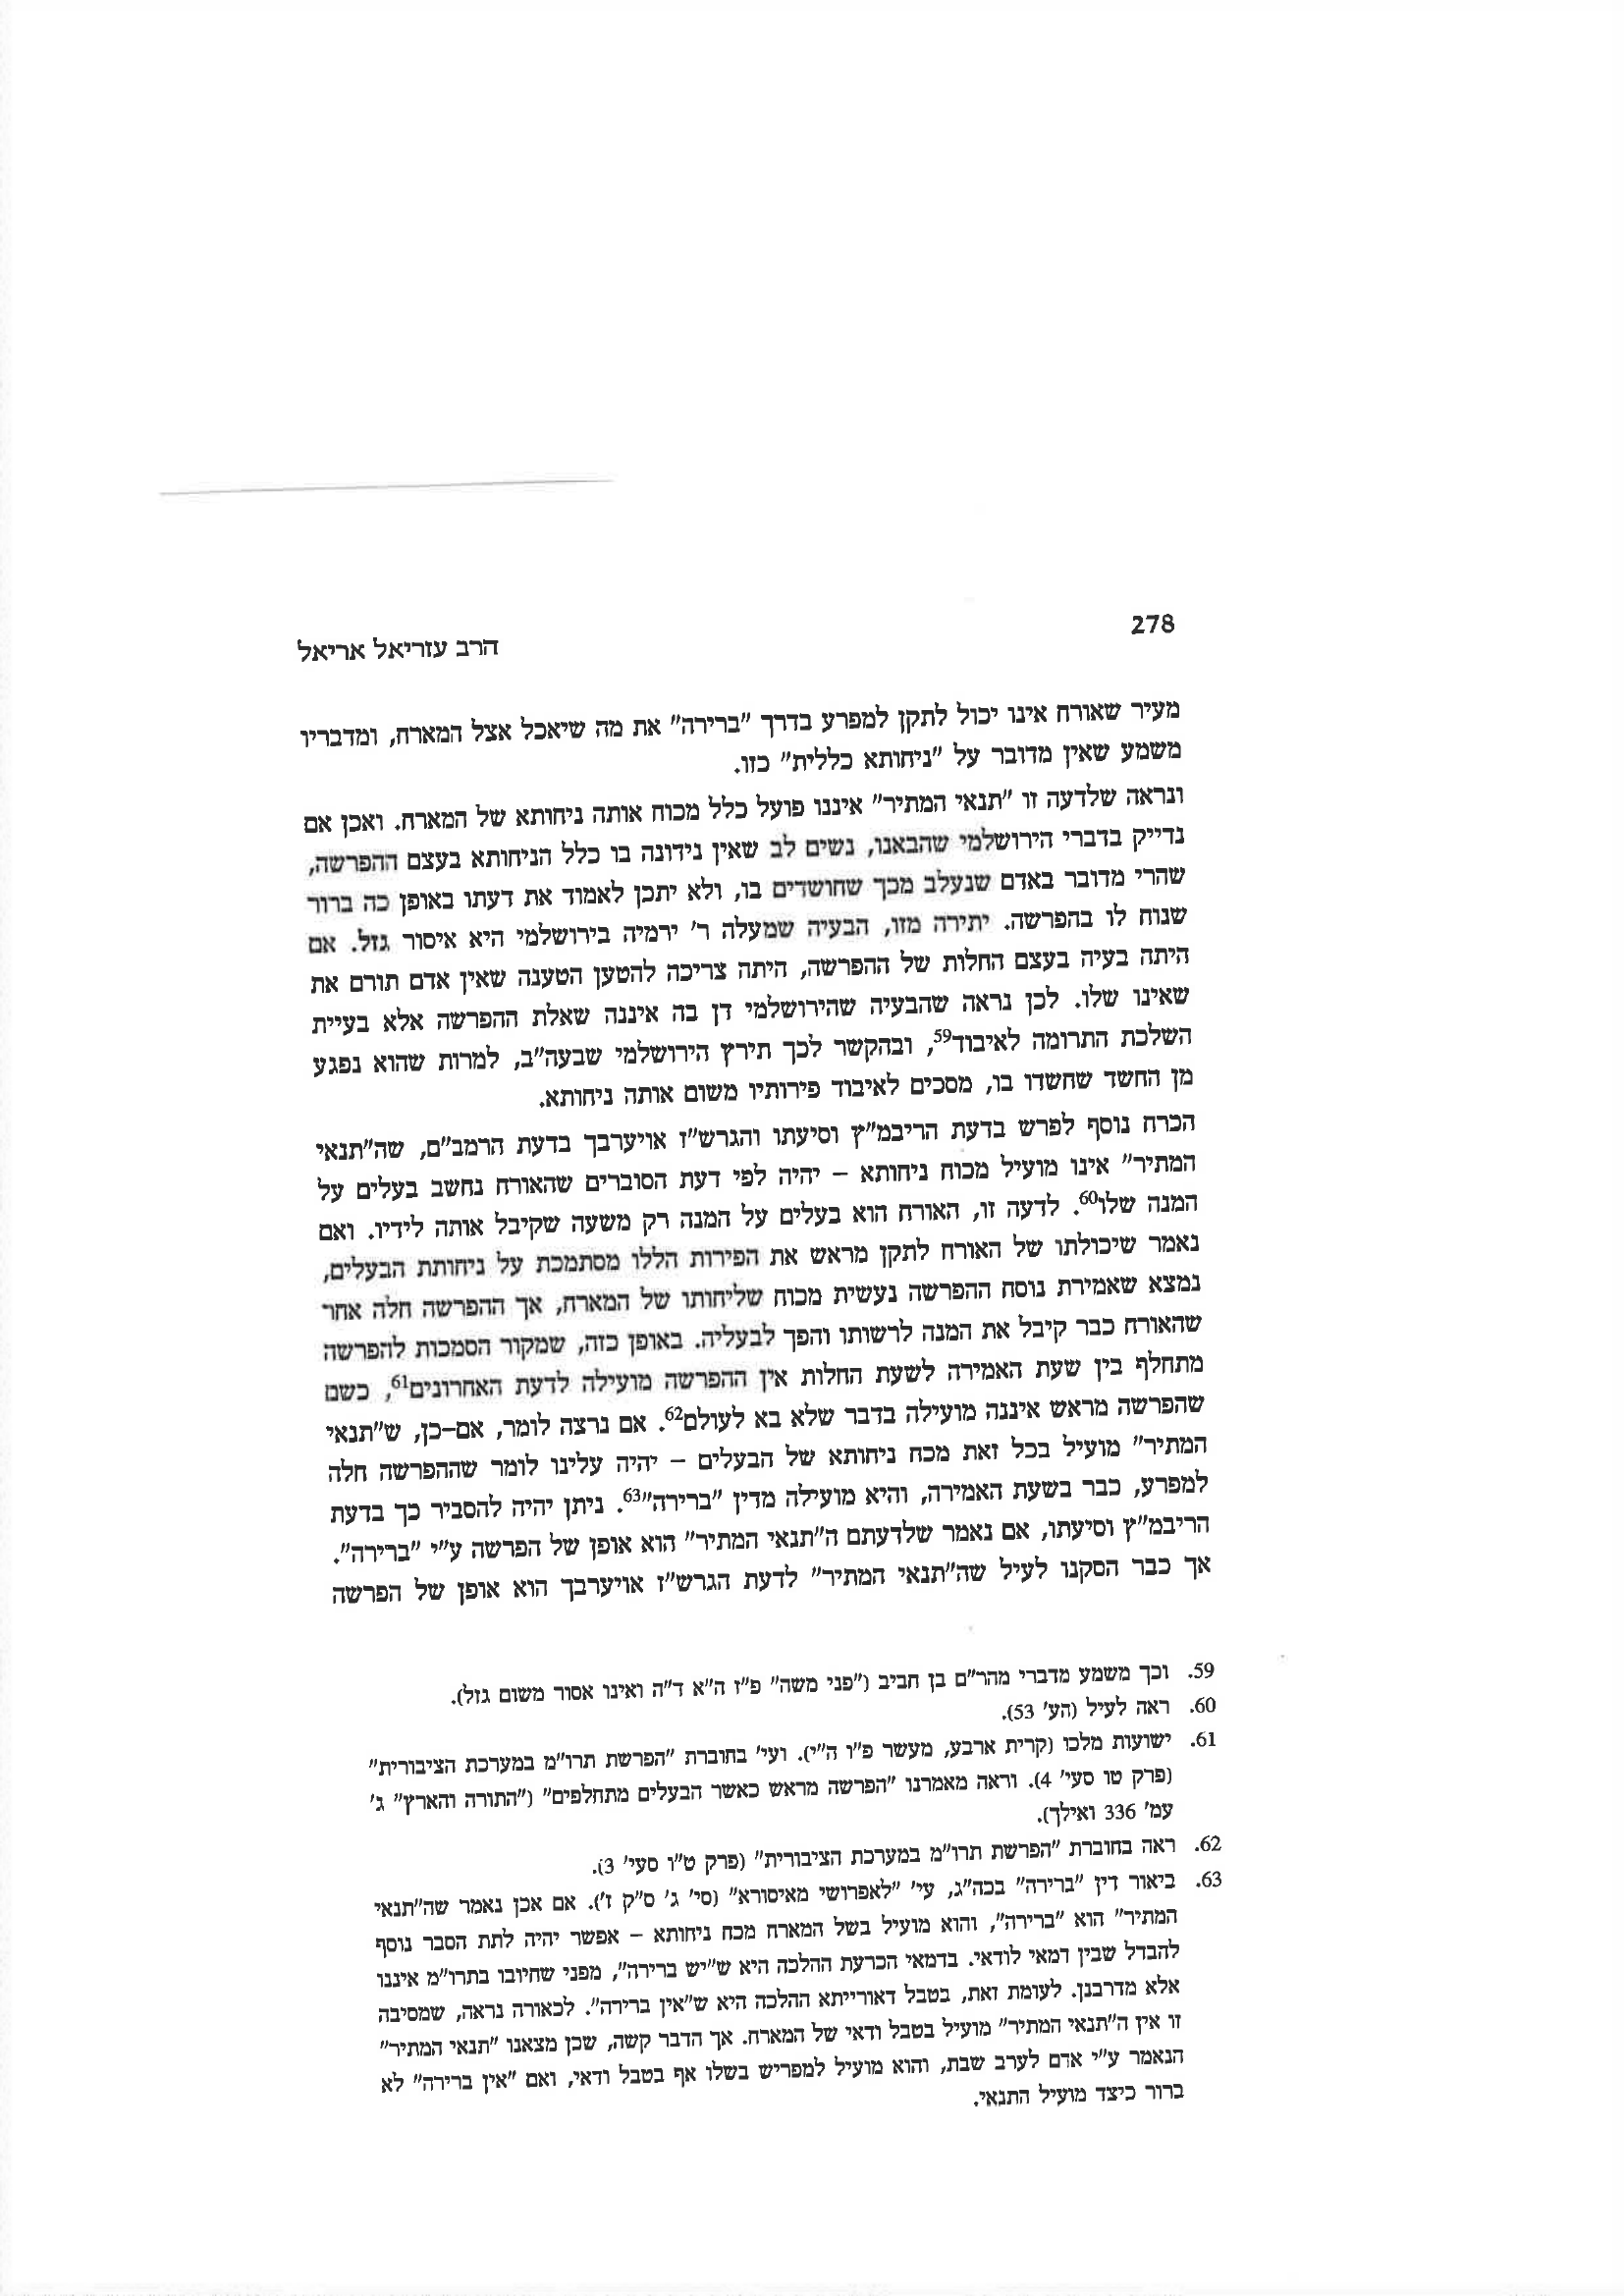 278
הרב עזריאל אריאל
מעיר שאורח אינו יכול לתקן למפרע בדרך "ברירה" את מה שיאכל אצל המארח, ומדבריו
משמע שאין מדובר על "ניחותא כללית" כזו.
ונראה שלדעה זו "תנאי המתיר" איננו פועל כלל מכוח אותה ניחותא של המארח. ואכן אם
נדייק בדברי הירושלמי שהבאנו, נשים לב שאין נידונה בו כלל הניחותא בעצם ההפרשה,
שהרי מדובר באדם שנעלב מכך שחושדים בו, ולא יתכן לאמוד את דעתו באופן כה ברור
שנוח לו בהפרשה. יתירה מזו, הבעיה שמעלה ר' ירמיה בירושלמי היא איסור גזל. אם
היתה בעיה בעצם החלות של ההפרשה, היתה צריכה להטען הטענה שאין אדם תורם את
שאינו שלו. לכן נראה שהבעיה שהירושלמי דן בה איננה שאלת ההפרשה אלא בעיית
השלכת התרומה לאיבוד59, ובהקשר לכך תירץ הירושלמי שבעה"ב, למרות שהוא נפגע
מן החשד שחשדו בו, מסכים לאיבוד פירותיו משום אותה ניחותא.
הכרח נוסף לפרש בדעת הריבמ"ץ וסיעתו והגרש"ז אויערבך בדעת הרמב"ם, שה"תנאי
המתיר" אינו מועיל מכוח ניחותא – יהיה לפי דעת הסוברים שהאורח נחשב בעלים על
המנה שלו60. לדעה זו, האורח הוא בעלים על המנה רק משעה שקיבל אותה לידיו. ואם
נאמר שיכולתו של האורח לתקן מראש את הפירות הללו מסתמכת על ניחותת הבעלים,
נמצא שאמירת נוסח ההפרשה נעשית מכוח שליחותו של המארח, אך ההפרשה חלה אחר
שהאורח כבר קיבל את המנה לרשותו והפך לבעליה. באופן כזה, שמקור הסמכות להפרשה
מתחלף בין שעת האמירה לשעת החלות אין ההפרשה מועילה לדעת האחרונים61, כשם
שהפרשה מראש איננה מועילה בדבר שלא בא לעולם62. אם נרצה לומר, אם–כן, ש"תנאי
המתיר" מועיל בכל זאת מכח ניחותא של הבעלים – יהיה עלינו לומר שההפרשה חלה
למפרע, כבר בשעת האמירה, והיא מועילה מדין "ברירה"63. ניתן יהיה להסביר כך בדעת
הריבמ"ץ וסיעתו, אם נאמר שלדעתם ה"תנאי המתיר" הוא אופן של הפרשה ע"י "ברירה".
אך כבר הסקנו לעיל שה"תנאי המתיר" לדעת הגרש"ז אויערבך הוא אופן של הפרשה
59. וכך משמע מדברי מהר"ם בן חביב ("פני משה" פ"ז ה"א ד"ה ואינו אסור משום גזל).
60. ראה לעיל (הע' 53).
61. ישועות מלכו (קרית ארבע, מעשר פ"ו ה"י). ועי' בחוברת "הפרשת תרו"מ במערכת הציבורית"
(פרק טו סעי' 4). וראה מאמרנו "הפרשה מראש כאשר הבעלים מתחלפים" ("התורה והארץ" ג'
עמ' 336 ואילך).
62. ראה בחוברת "הפרשת תרו"מ במערכת הציבורית" (פרק ט"ו סעי' 3).
63. ביאור דין "ברירה" בכה"ג, עי' "לאפרושי מאיסורא" (סי' ג' ס"ק ז'). אם אכן נאמר שה"תנאי
המתיר" הוא "ברירה", והוא מועיל בשל המארח מכח ניחותא – אפשר יהיה לתת הסבר נוסף
להבדל שבין דמאי לודאי. בדמאי הכרעת ההלכה היא ש"יש ברירה", מפני שחיובו בתרו"מ איננו
אלא מדרבנן. לעומת זאת, בטבל דאורייתא ההלכה היא ש"אין ברירה". לכאורה נראה, שמסיבה
זו אין ה"תנאי המתיר" מועיל בטבל ודאי של המארח. אך הדבר קשה, שכן מצאנו "תנאי המתיר"
הנאמר ע"י אדם לערב שבת, והוא מועיל למפריש בשלו אף בטבל ודאי, ואם "אין ברירה" לא
ברור כיצד מועיל התנאי.